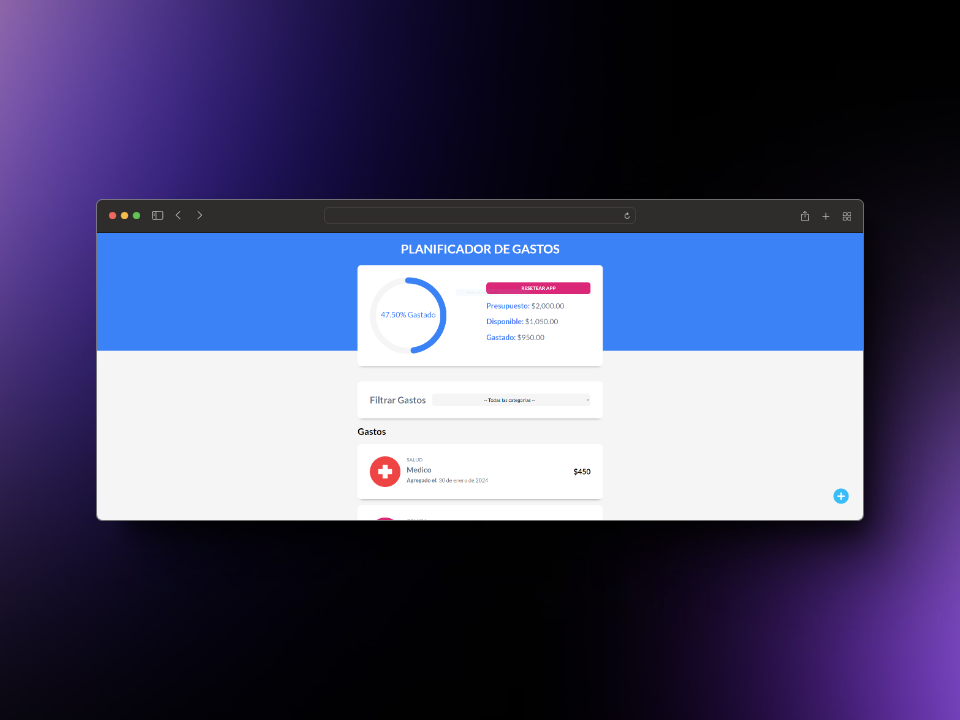 PLANIFICADOR DE GASTOS
47.50% Gastado
RESETEAR APP
Presupuesto: $2,000.00
Disponible: $1,050.00
Gastado: $950.00
Filtrar Gastos
-- Todas las categorias --
Gastos
SALUD
Medico
Agregado el: 30 de enero de 2024
$450